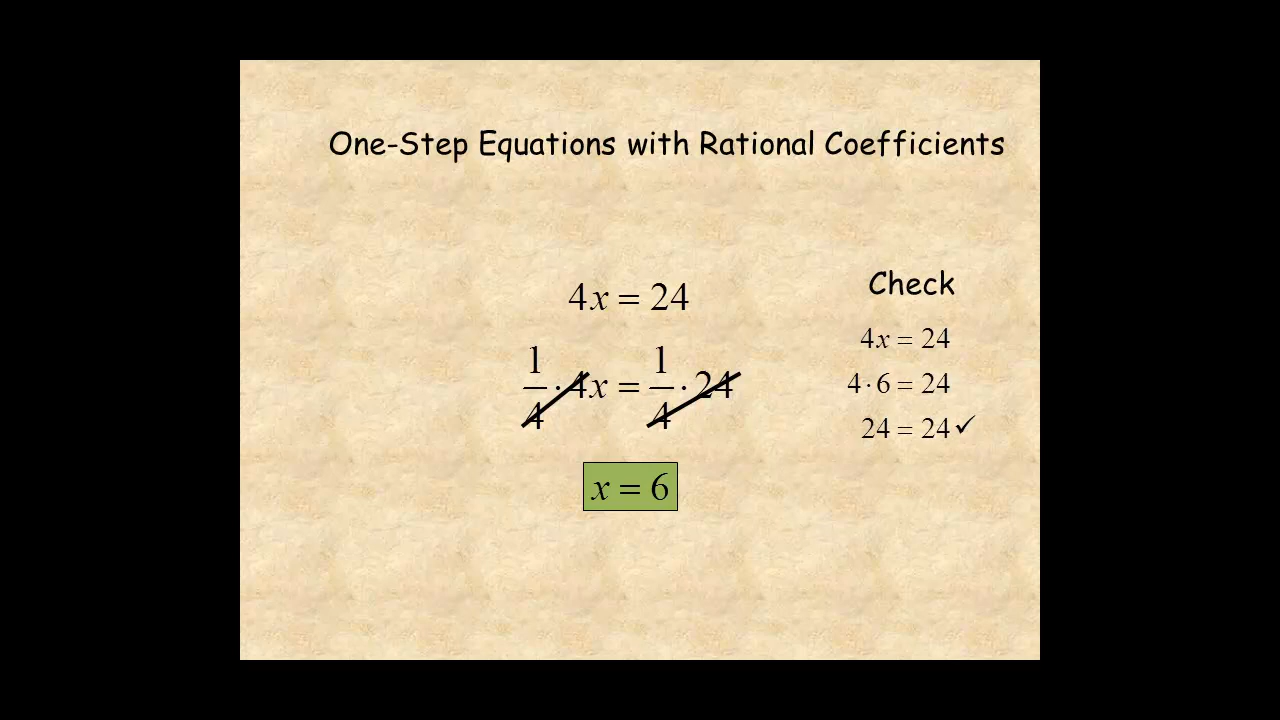 One-Step Equations with Rational Coefficients
4x = 24
1/4 · 4x = 1/4 · 24
x = 6
Check
4x = 24
4 · 6 = 24
24 = 24 ✓